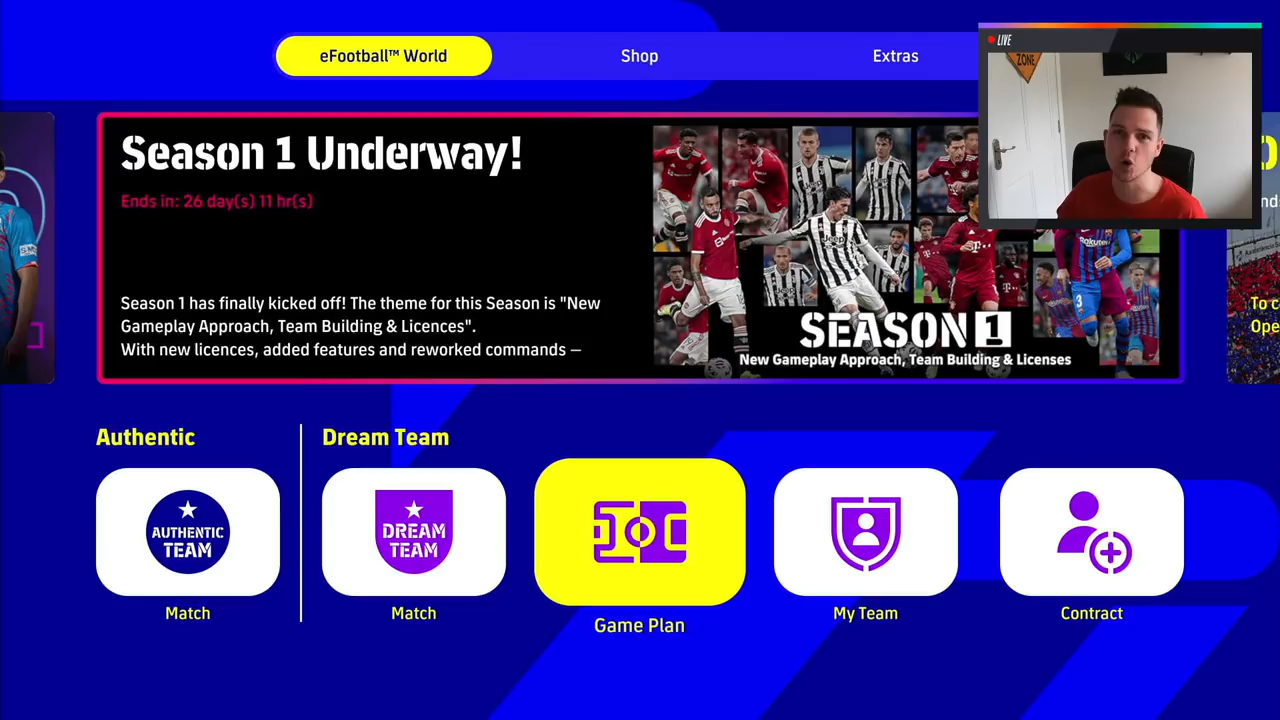 eFootball™ World
Shop
Extras
LIVE
ZONE
Season 1 Underway!
Ends in: 26 day(s) 11 hr(s)
Season 1 has finally kicked off! The theme for this Season is "New
Gameplay Approach, Team Building & Licences".
With new licences, added features and reworked commands –
SEASON 1
New Gameplay Approach, Team Building & Licenses
To c
Ope
Authentic
Dream Team
AUTHENTIC
TEAM
DREAM
TEAM
Match
Match
Game Plan
My Team
Contract